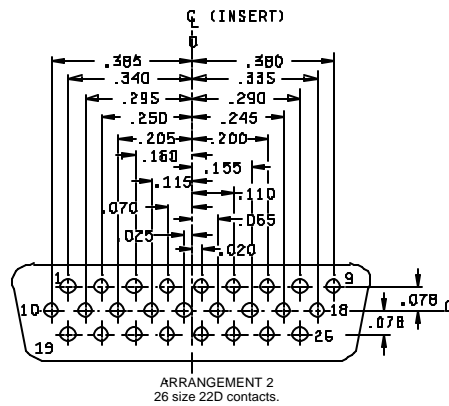 ℄ (INSERT)
0
.385 .380
.340 .335
.295 .290
.250 .245
.205 .200
.160 .155
.115 .110
.070 .065
.025 .020
1 9
10 18 .078
19 26 .078
ARRANGEMENT 2
26 size 22D contacts.